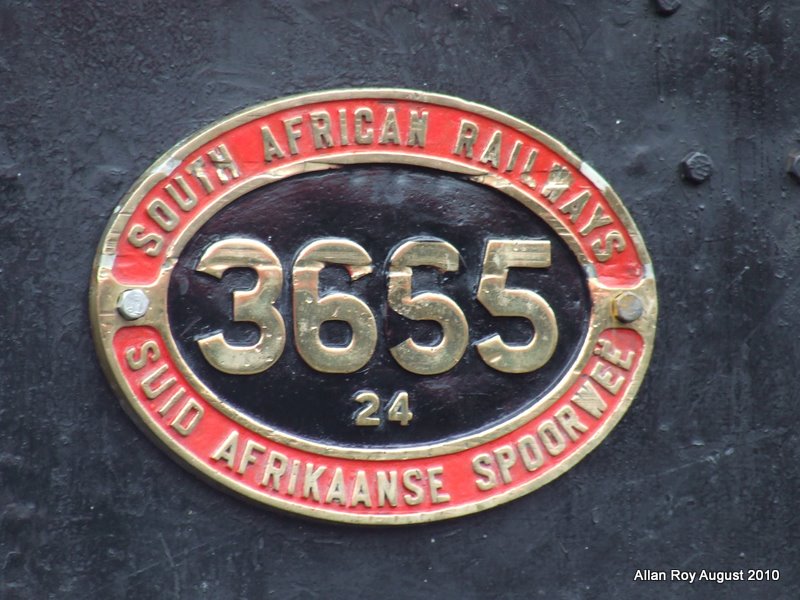 SOUTH AFRICAN RAILWAYS
3655
24
SUID AFRIKAANSE SPOORWEË
Allan Roy August 2010